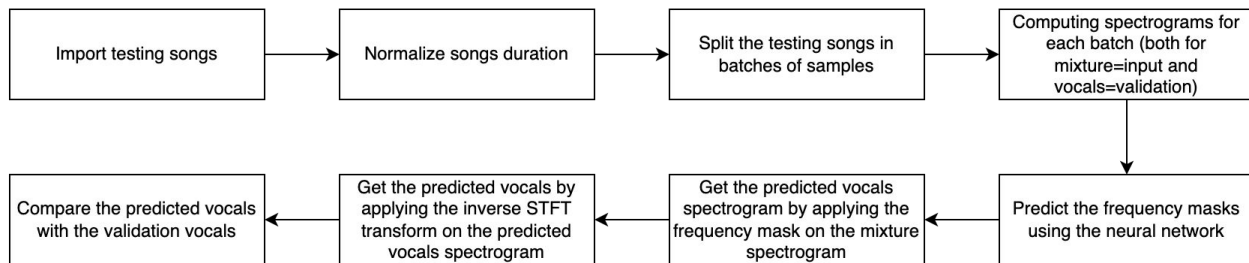 Import testing songs
Normalize songs duration
Split the testing songs in
batches of samples
Computing spectrograms for
each batch (both for
mixture=input and
vocals=validation)
Predict the frequency masks
using the neural network
Get the predicted vocals
spectrogram by applying the
frequency mask on the mixture
spectrogram
Get the predicted vocals by
applying the inverse STFT
transform on the predicted
vocals spectrogram
Compare the predicted vocals
with the validation vocals